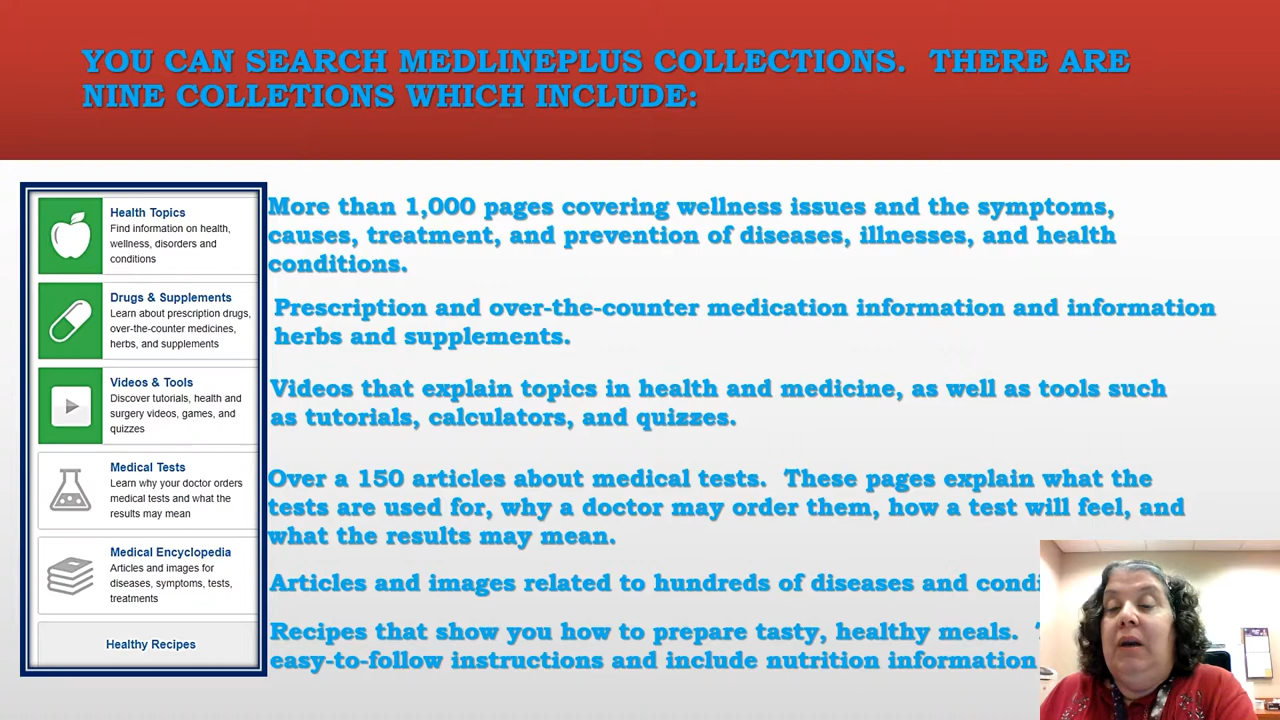 YOU CAN SEARCH MEDLINEPLUS COLLECTIONS. THERE ARE
NINE COLLETIONS WHICH INCLUDE:
Health Topics
Find information on health,
wellness, disorders and
conditions
More than 1,000 pages covering wellness issues and the symptoms,
causes, treatment, and prevention of diseases, illnesses, and health
conditions.
Drugs & Supplements
Learn about prescription drugs,
over-the-counter medicines,
herbs, and supplements
Prescription and over-the-counter medication information and information
herbs and supplements.
Videos & Tools
Discover tutorials, health and
surgery videos, games, and
quizzes
Videos that explain topics in health and medicine, as well as tools such
as tutorials, calculators, and quizzes.
Medical Tests
Learn why your doctor orders
medical tests and what the
results may mean
Over a 150 articles about medical tests. These pages explain what the
tests are used for, why a doctor may order them, how a test will feel, and
what the results may mean.
Medical Encyclopedia
Articles and images for
diseases, symptoms, tests,
treatments
Articles and images related to hundreds of diseases and
Healthy Recipes
Recipes that show you how to prepare tasty, healthy meals.
easy-to-follow instructions and include nutrition information